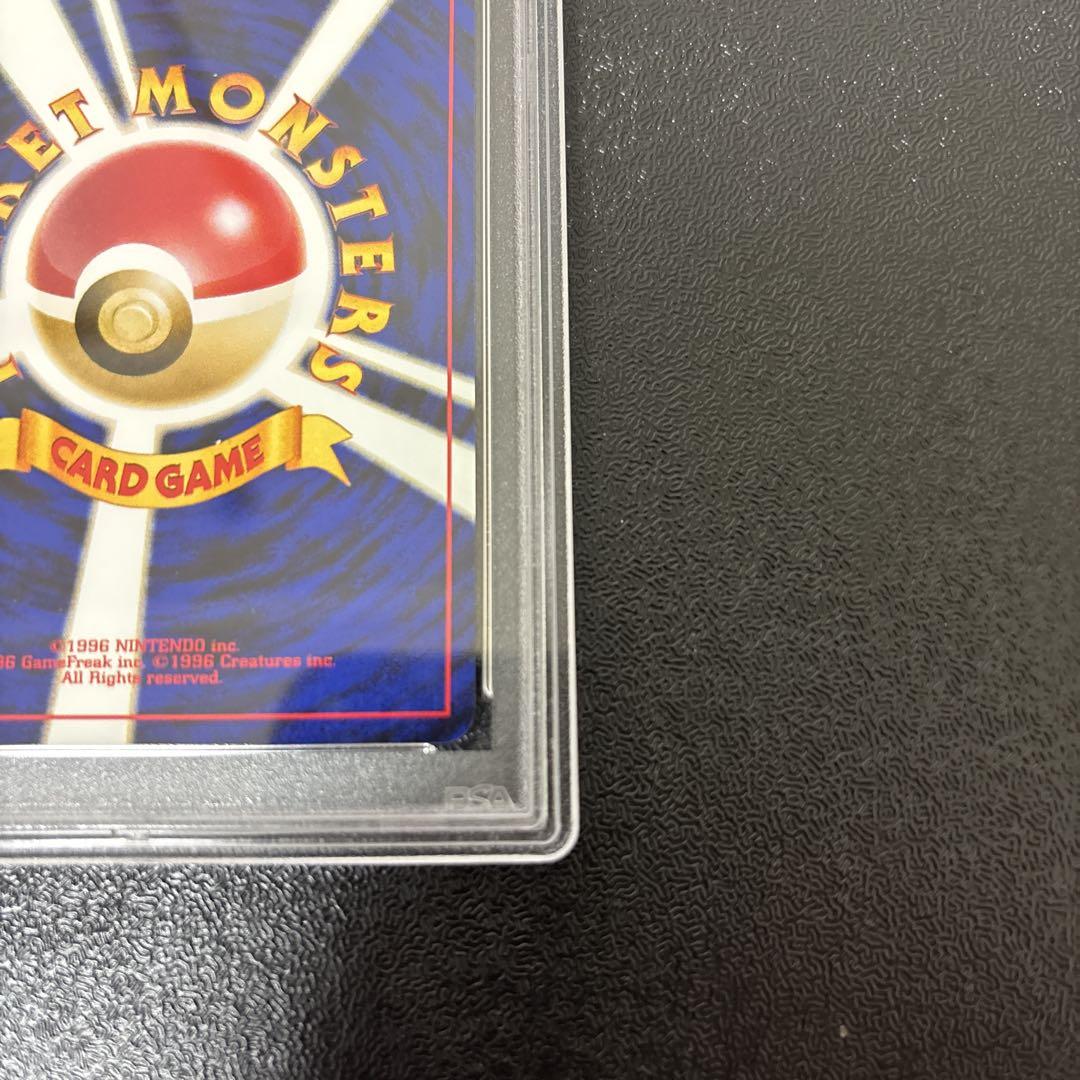 MONSTERS
CARD GAME
©1996 NINTENDO inc.
GameFreak inc. ©1996 Creatures inc.
All Rights reserved.
PSA